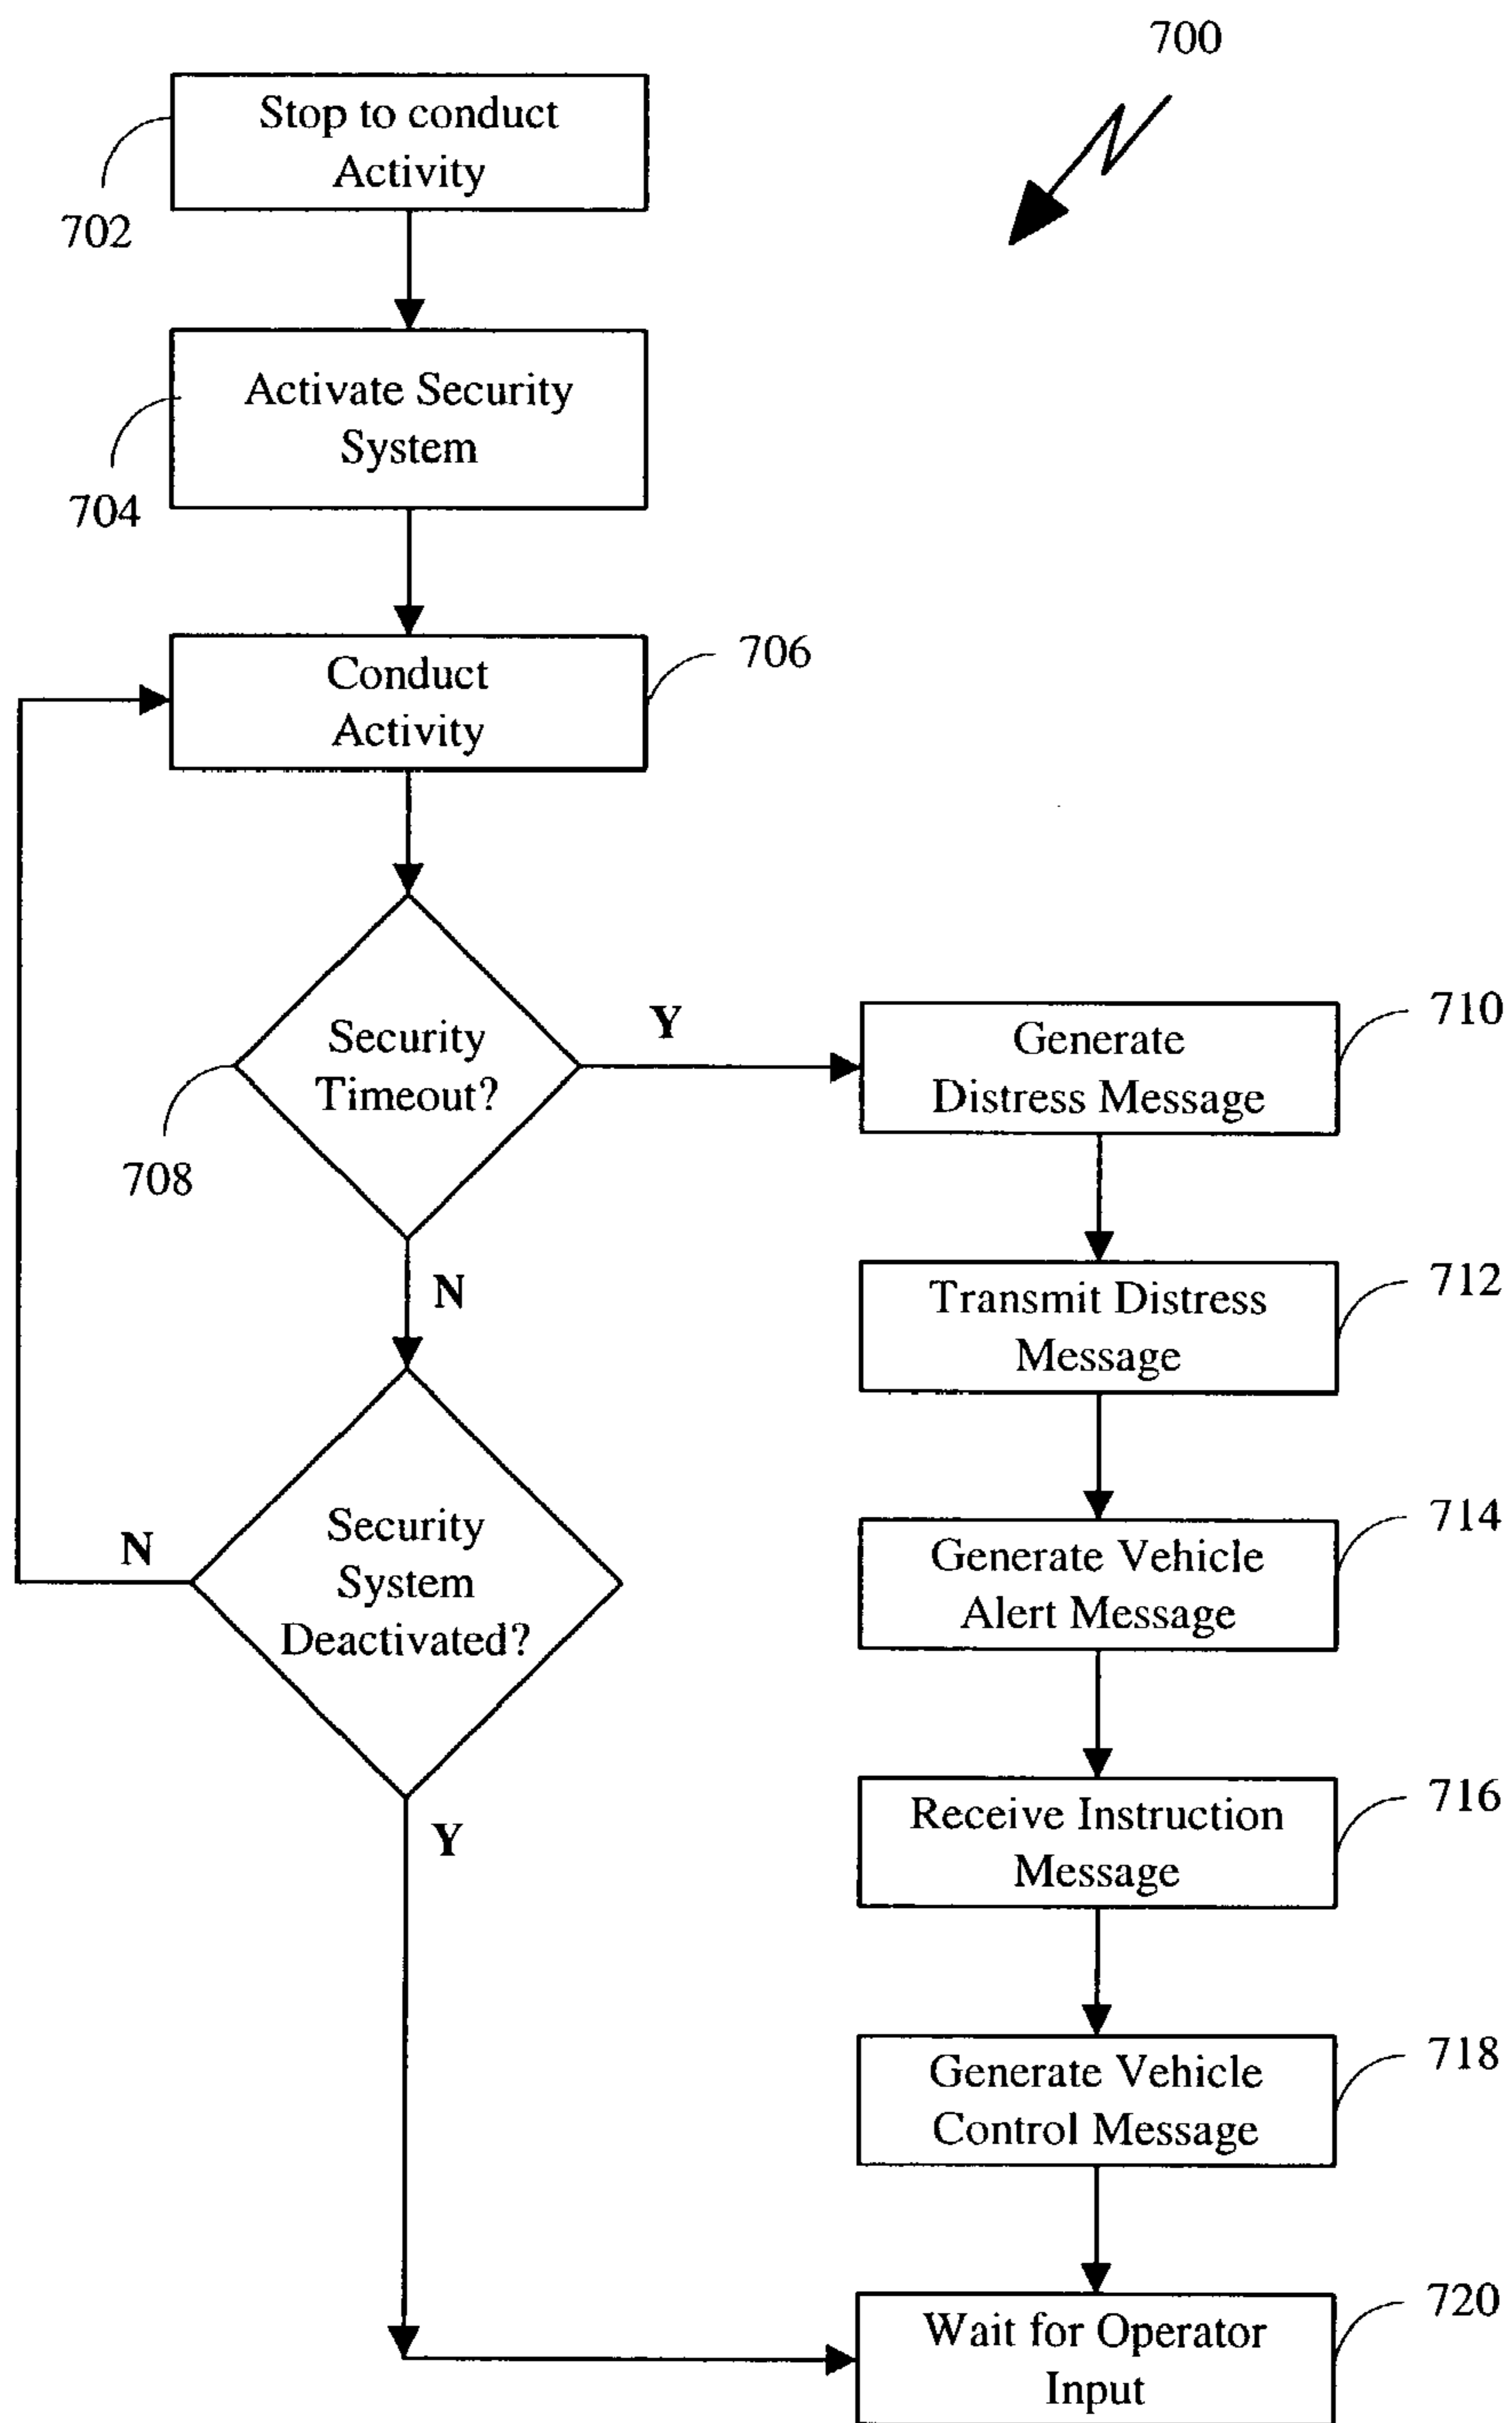 700
Stop to conduct
Activity
702
Activate Security
System
704
Conduct
Activity
706
Security
Timeout?
708
Y
N
Generate
Distress Message
710
Transmit Distress
Message
712
Security
System
Deactivated?
N
Y
Generate Vehicle
Alert Message
714
Receive Instruction
Message
716
Generate Vehicle
Control Message
718
Wait for Operator
Input
720